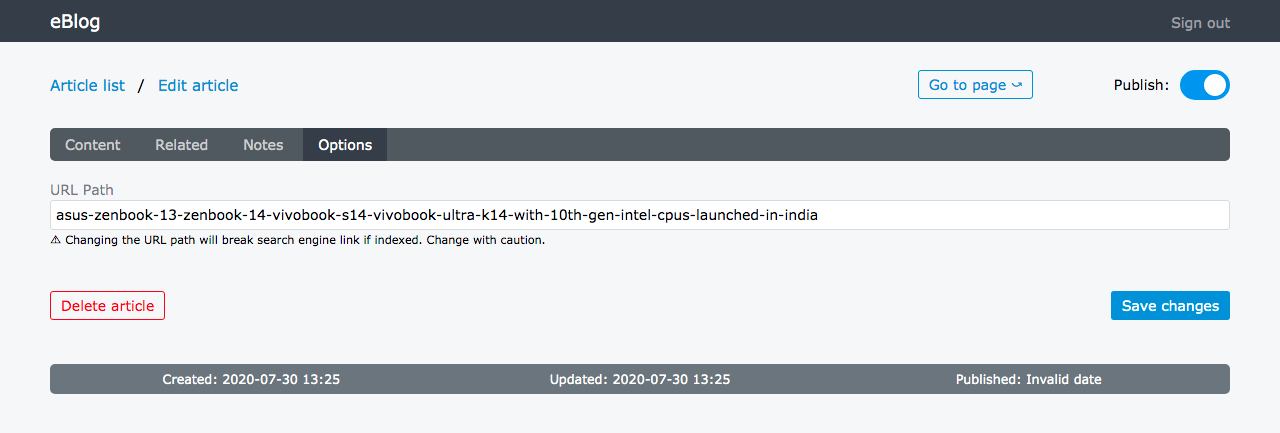 eBlog
Sign out
Article list / Edit article
Go to page ⤻
Publish:
Content Related Notes Options
URL Path
asus-zenbook-13-zenbook-14-vivobook-s14-vivobook-ultra-k14-with-10th-gen-intel-cpus-launched-in-india
⚠ Changing the URL path will break search engine link if indexed. Change with caution.
Delete article
Save changes
Created: 2020-07-30 13:25
Updated: 2020-07-30 13:25
Published: Invalid date